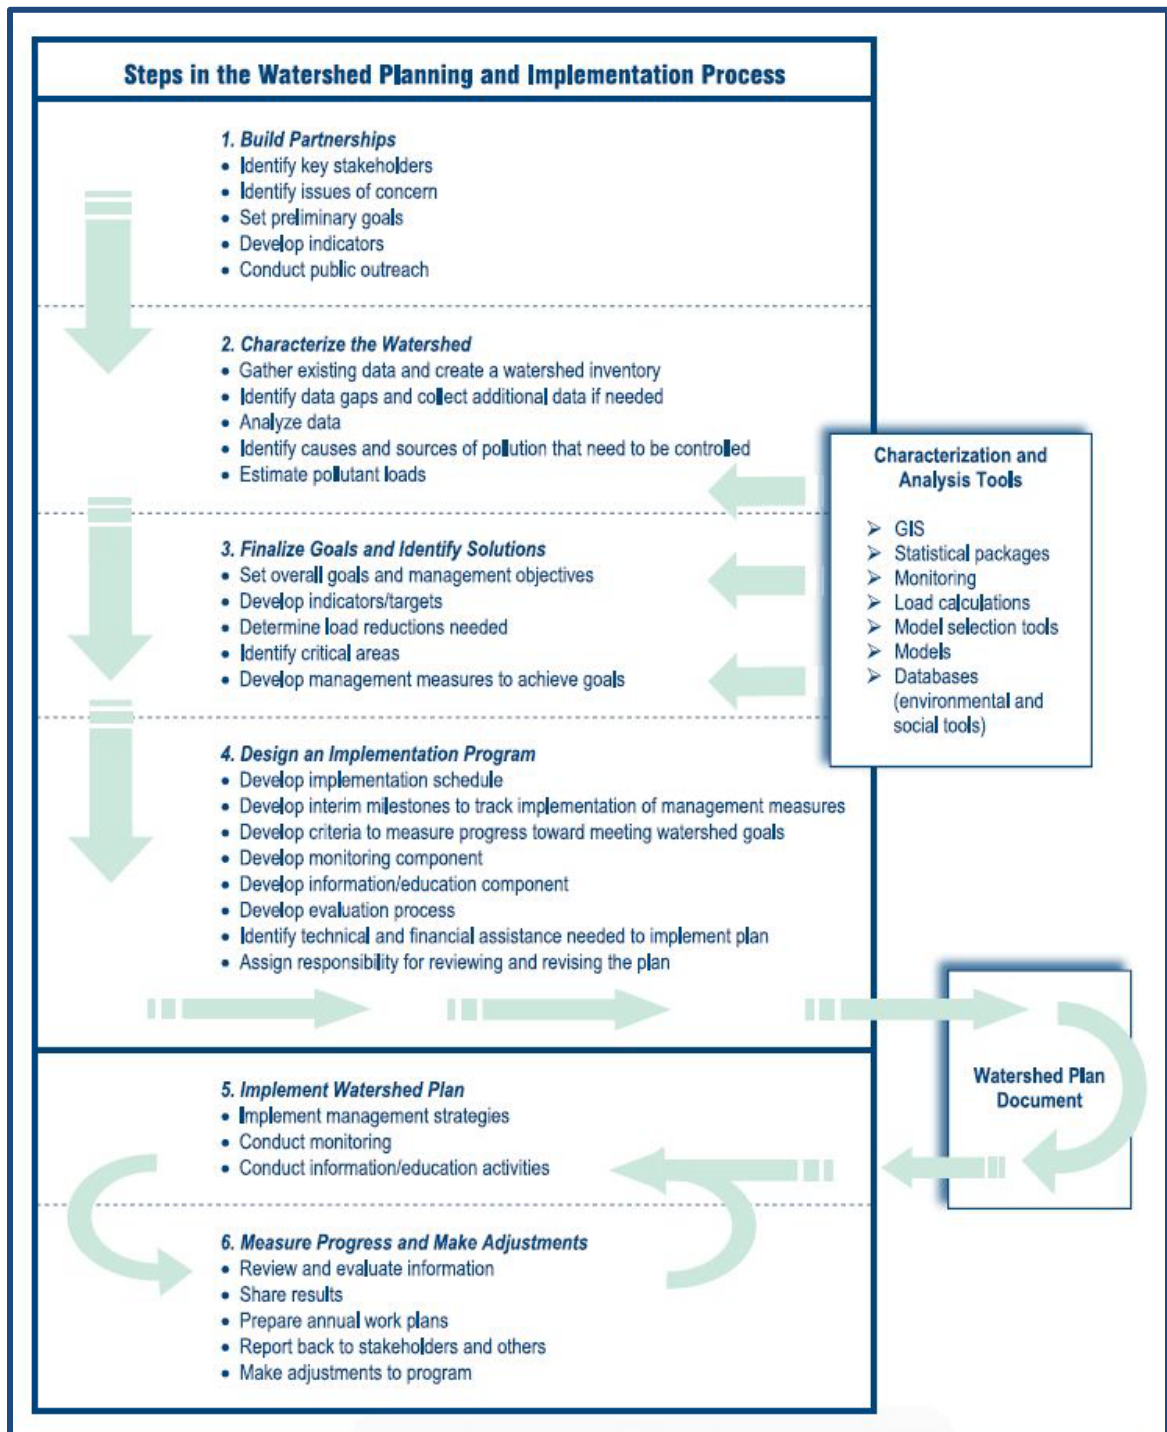 Steps in the Watershed Planning and Implementation Process
1. Build Partnerships
• Identify key stakeholders
• Identify issues of concern
• Set preliminary goals
• Develop indicators
• Conduct public outreach
2. Characterize the Watershed
• Gather existing data and create a watershed inventory
• Identify data gaps and collect additional data if needed
• Analyze data
• Identify causes and sources of pollution that need to be controlled
• Estimate pollutant loads
Characterization and
Analysis Tools
➢ GIS
➢ Statistical packages
➢ Monitoring
➢ Load calculations
➢ Model selection tools
➢ Models
➢ Databases
(environmental and
social tools)
3. Finalize Goals and Identify Solutions
• Set overall goals and management objectives
• Develop indicators/targets
• Determine load reductions needed
• Identify critical areas
• Develop management measures to achieve goals
4. Design an Implementation Program
• Develop implementation schedule
• Develop interim milestones to track implementation of management measures
• Develop criteria to measure progress toward meeting watershed goals
• Develop monitoring component
• Develop information/education component
• Develop evaluation process
• Identify technical and financial assistance needed to implement plan
• Assign responsibility for reviewing and revising the plan
Watershed Plan
Document
5. Implement Watershed Plan
• Implement management strategies
• Conduct monitoring
• Conduct information/education activities
6. Measure Progress and Make Adjustments
• Review and evaluate information
• Share results
• Prepare annual work plans
• Report back to stakeholders and others
• Make adjustments to program